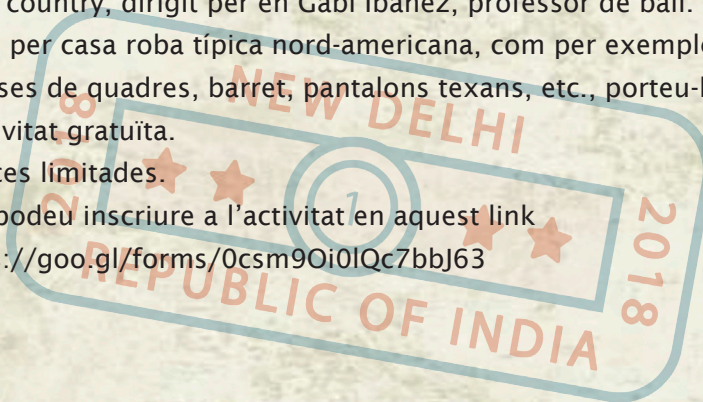 country, dirigit per en Gabi Ibáñez, professor de ball.
per casa roba típica nord-americana, com per exemple
ses de quadres, barret, pantalons texans, etc., porteu-l
vitat gratuïta.
tes limitades.
podeu inscriure a l’activitat en aquest link
://goo.gl/forms/0csm9Oi0lQc7bbJ63
NEW DELHI
2018
1
2018
REPUBLIC OF INDIA